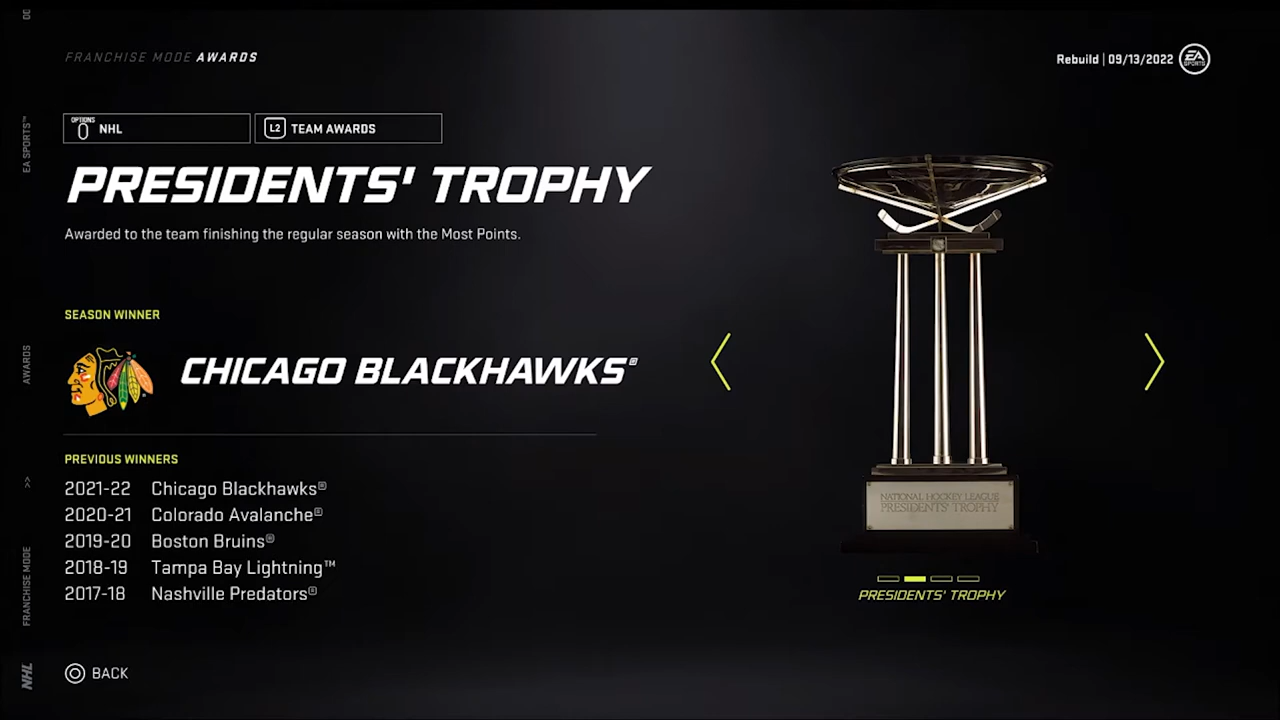 FRANCHISE MODE AWARDS
Rebuild | 09/13/2022
EA SPORTS
OPTIONS NHL
L2 TEAM AWARDS
PRESIDENTS' TROPHY
Awarded to the team finishing the regular season with the Most Points.
SEASON WINNER
CHICAGO BLACKHAWKS®
PREVIOUS WINNERS
2021-22 Chicago Blackhawks®
2020-21 Colorado Avalanche®
2019-20 Boston Bruins®
2018-19 Tampa Bay Lightning™
2017-18 Nashville Predators®
NATIONAL HOCKEY LEAGUE
PRESIDENTS' TROPHY
PRESIDENTS' TROPHY
BACK
NHL FRANCHISE MODE >> AWARDS EA SPORTS™